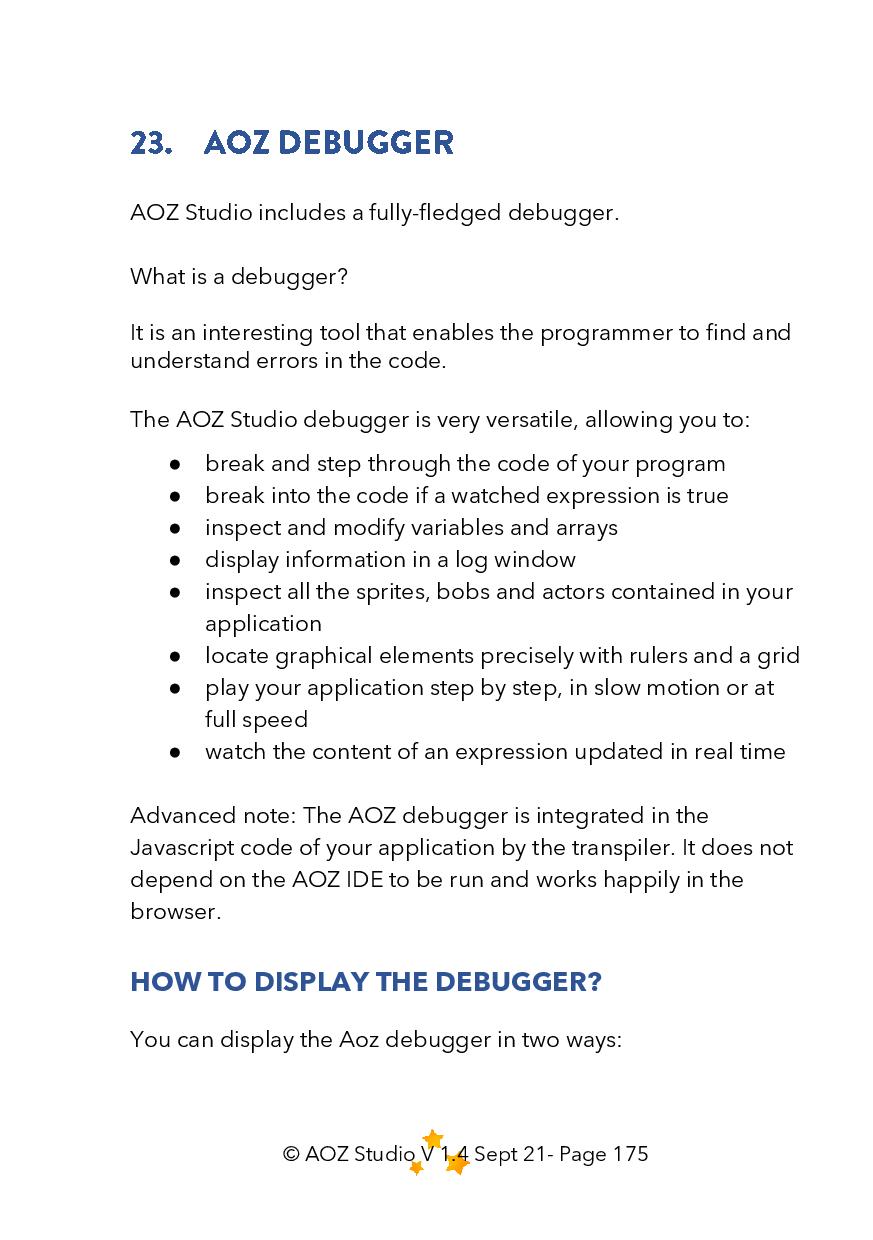 23. AOZ DEBUGGER
AOZ Studio includes a fully-fledged debugger.
What is a debugger?
It is an interesting tool that enables the programmer to find and
understand errors in the code.
The AOZ Studio debugger is very versatile, allowing you to:
● break and step through the code of your program
● break into the code if a watched expression is true
● inspect and modify variables and arrays
● display information in a log window
● inspect all the sprites, bobs and actors contained in your
application
● locate graphical elements precisely with rulers and a grid
● play your application step by step, in slow motion or at
full speed
● watch the content of an expression updated in real time
Advanced note: The AOZ debugger is integrated in the
Javascript code of your application by the transpiler. It does not
depend on the AOZ IDE to be run and works happily in the
browser.
HOW TO DISPLAY THE DEBUGGER?
You can display the Aoz debugger in two ways:
© AOZ Studio V 1.4 Sept 21- Page 175